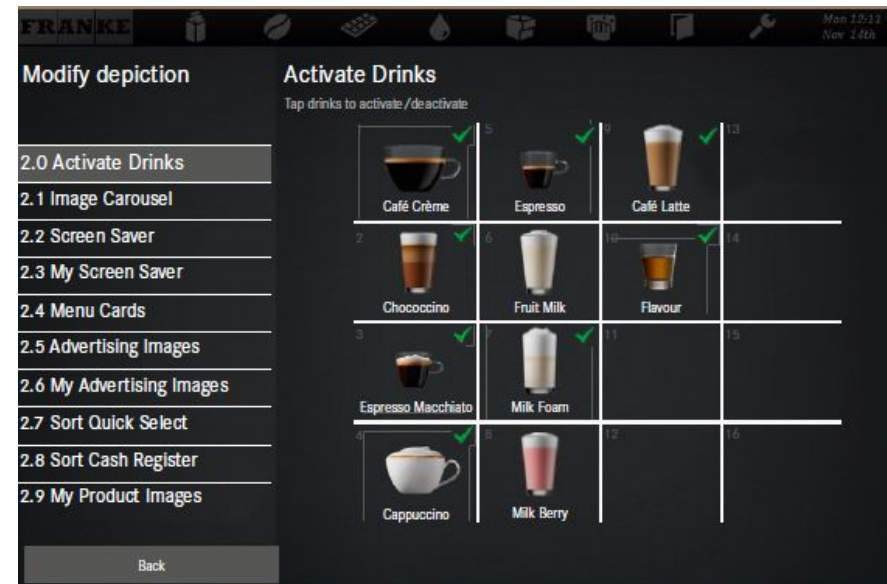 FRANKE
Mon 12:11
Nov 14th
Modify depiction
2.0 Activate Drinks
2.1 Image Carousel
2.2 Screen Saver
2.3 My Screen Saver
2.4 Menu Cards
2.5 Advertising Images
2.6 My Advertising Images
2.7 Sort Quick Select
2.8 Sort Cash Register
2.9 My Product Images
Back
Activate Drinks
Tap drinks to activate/deactivate
5 9 13
Café Crème Espresso Café Latte
2 6 10 14
Chococcino Fruit Milk Flavour
3 7 11 15
Espresso Macchiato Milk Foam
4 8 12 16
Cappuccino Milk Berry